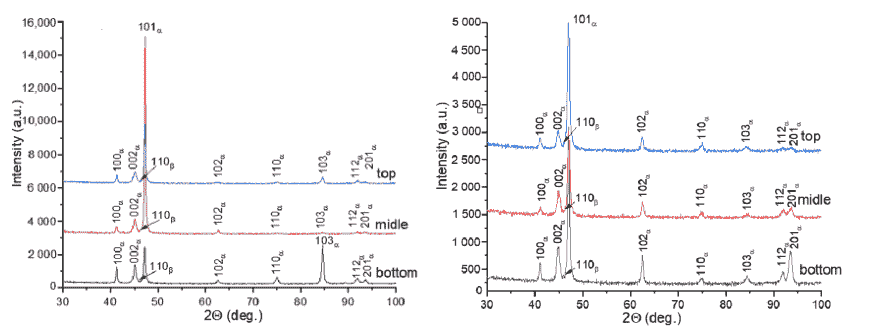 16,000
14,000
12,000
10,000
8,000
6 000
4 000
2 000
0
Intensity (a.u.)
101α
100α
002α
110β
102α
110α
103α
112α
201α
top
100α
002α
110β
102α
110α
103α
112α
201α
midle
100α
002α
110β
102α
110α
103α
112α
201α
bottom
30 40 50 60 70 80 90 100
2Θ (deg.)
5 000
4 500
4 000
3 500
3 000
2 500
2 000
1 500
1 000
500
0
Intensity (a.u.)
101α
100α
002α
110β
102α
110α
103α
112α
201α
top
100α
002α
110β
102α
110α
103α
112α
201α
midle
100α
002α
110β
102α
110α
103α
112α
201α
bottom
30 40 50 60 70 80 90 100
2Θ (deg.)